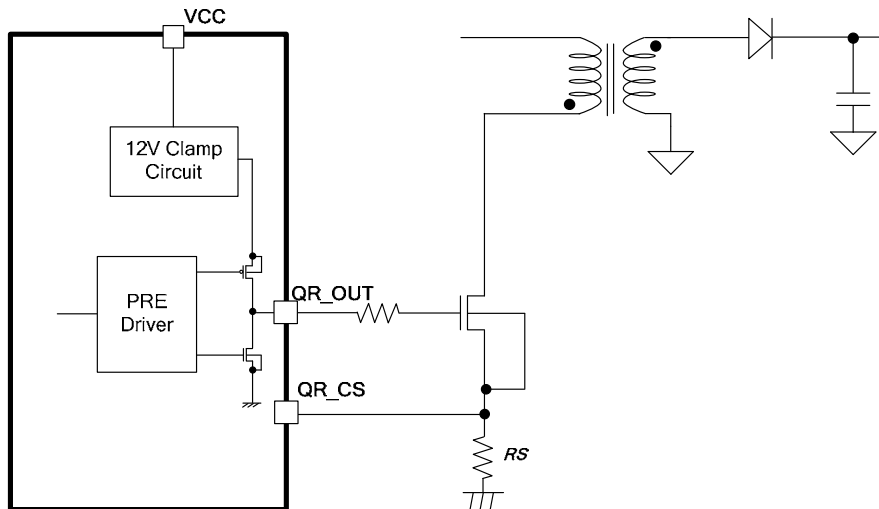 VCC
12V Clamp
Circuit
PRE
Driver
QR_OUT
QR_CS
RS